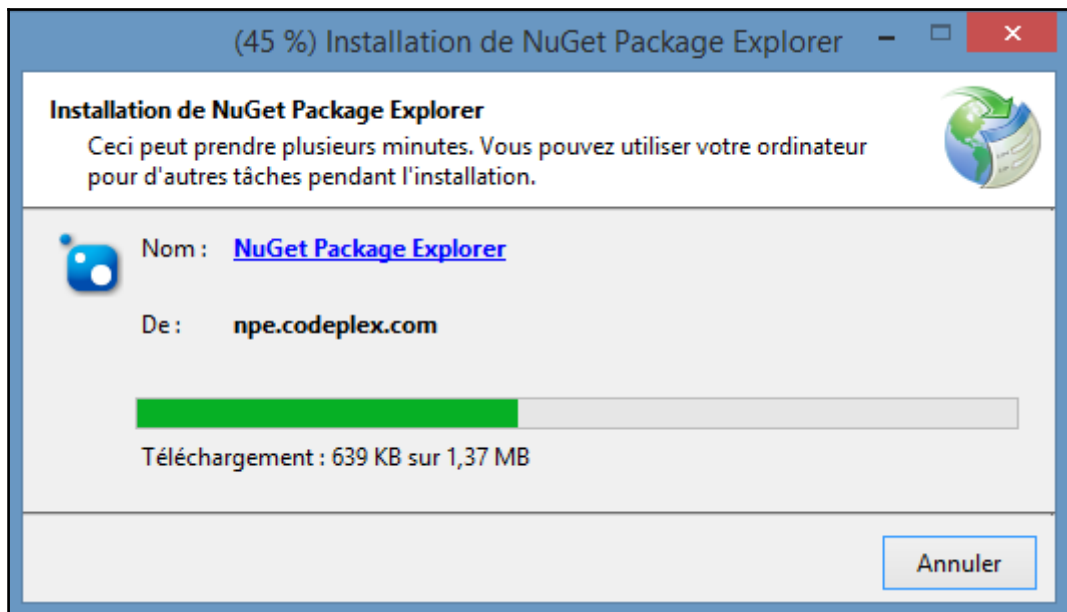 (45 %) Installation de NuGet Package Explorer
Installation de NuGet Package Explorer
Ceci peut prendre plusieurs minutes. Vous pouvez utiliser votre ordinateur
pour d'autres tâches pendant l'installation.
Nom : NuGet Package Explorer
De : npe.codeplex.com
Téléchargement : 639 KB sur 1,37 MB
Annuler